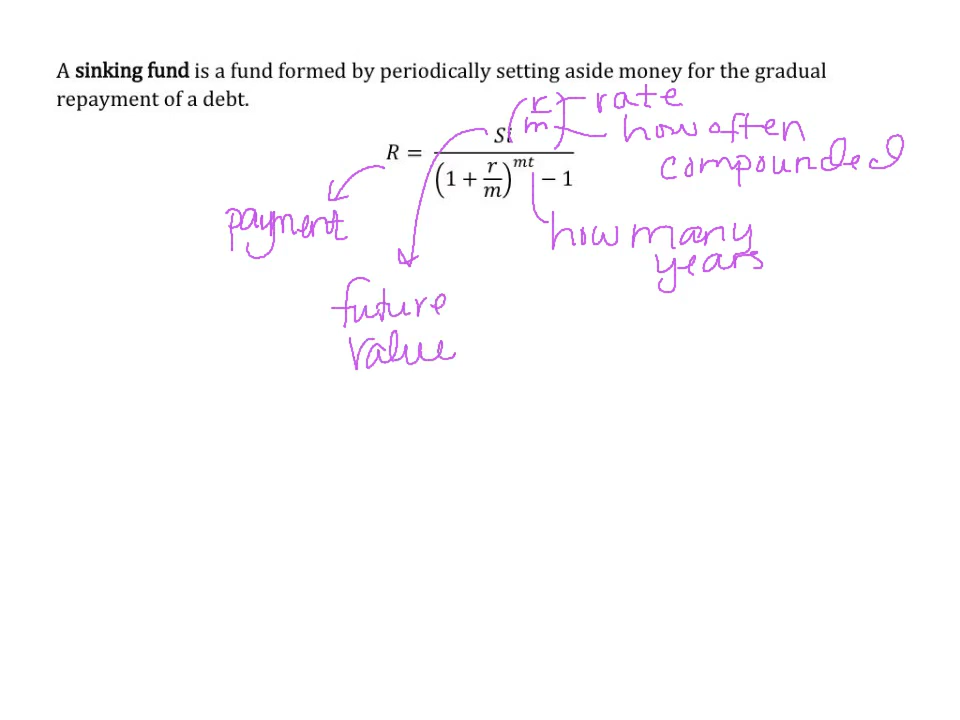 A sinking fund is a fund formed by periodically setting aside money for the gradual
repayment of a debt.
r/m rate
how often
compounded
R = Si / ((1 + r/m)^mt − 1)
payment
how many
years
future
value